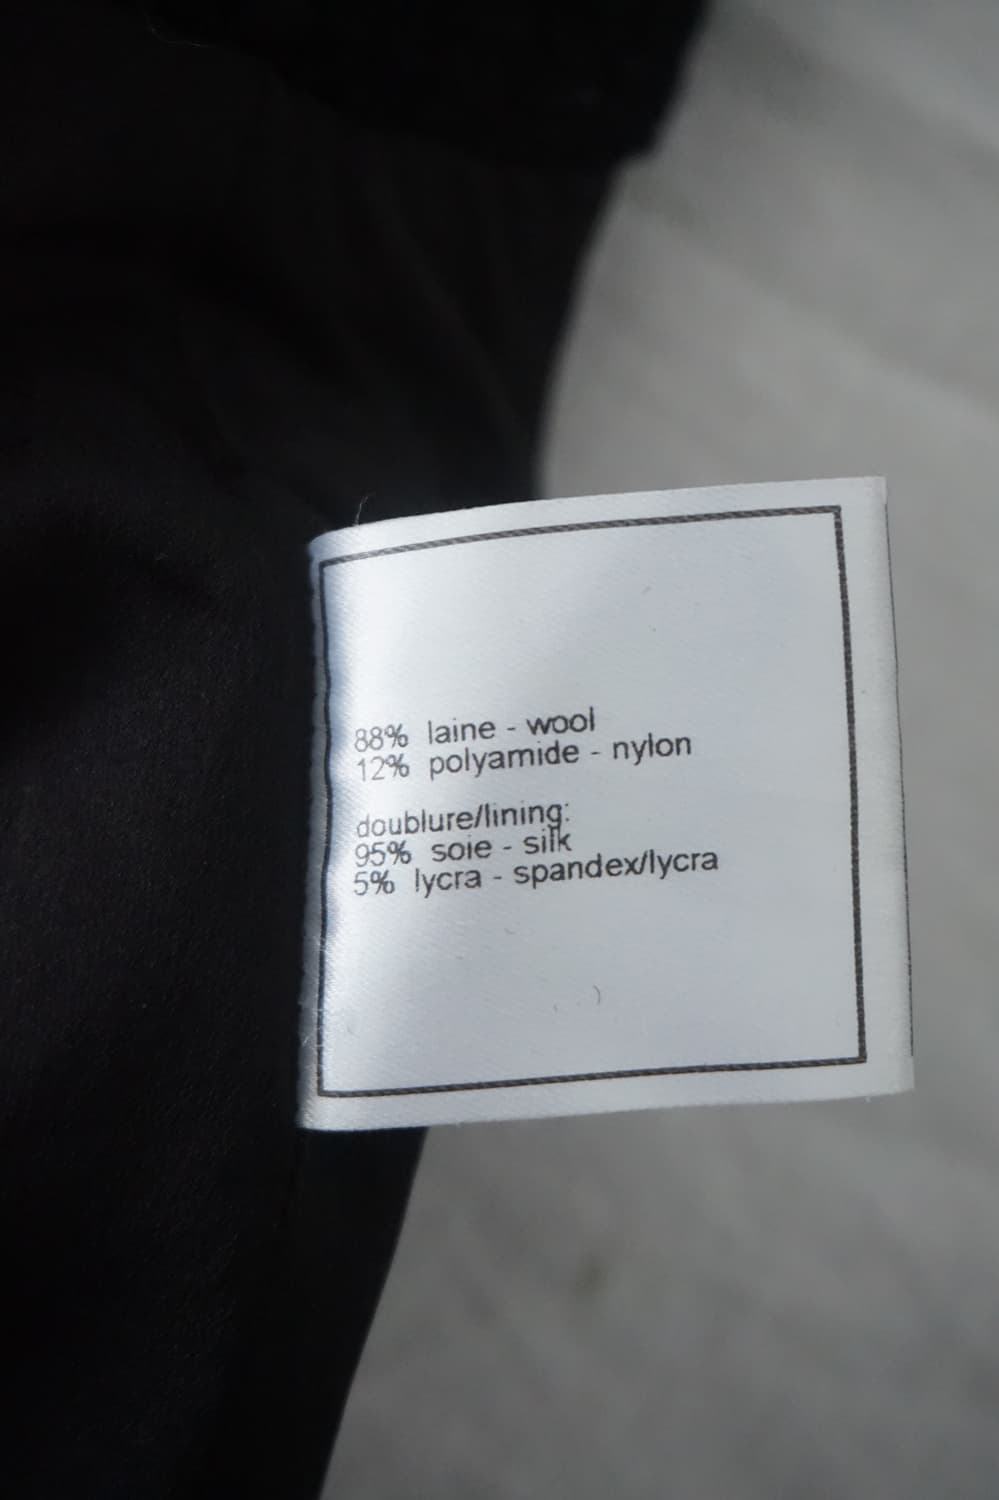 88% laine - wool
12% polyamide - nylon
doublure/lining:
95% soie - silk
5% lycra - spandex/lycra